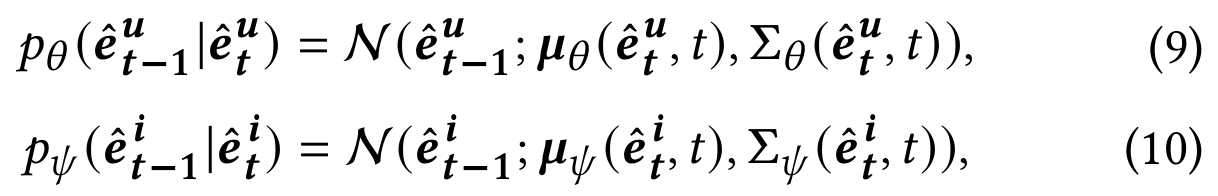 p_θ(ê^u_{t−1}|ê^u_t) = 𝒩(ê^u_{t−1}; μ_θ(ê^u_t, t), Σ_θ(ê^u_t, t)), (9)
p_ψ(ê^i_{t−1}|ê^i_t) = 𝒩(ê^i_{t−1}; μ_ψ(ê^i_t, t), Σ_ψ(ê^i_t, t)), (10)